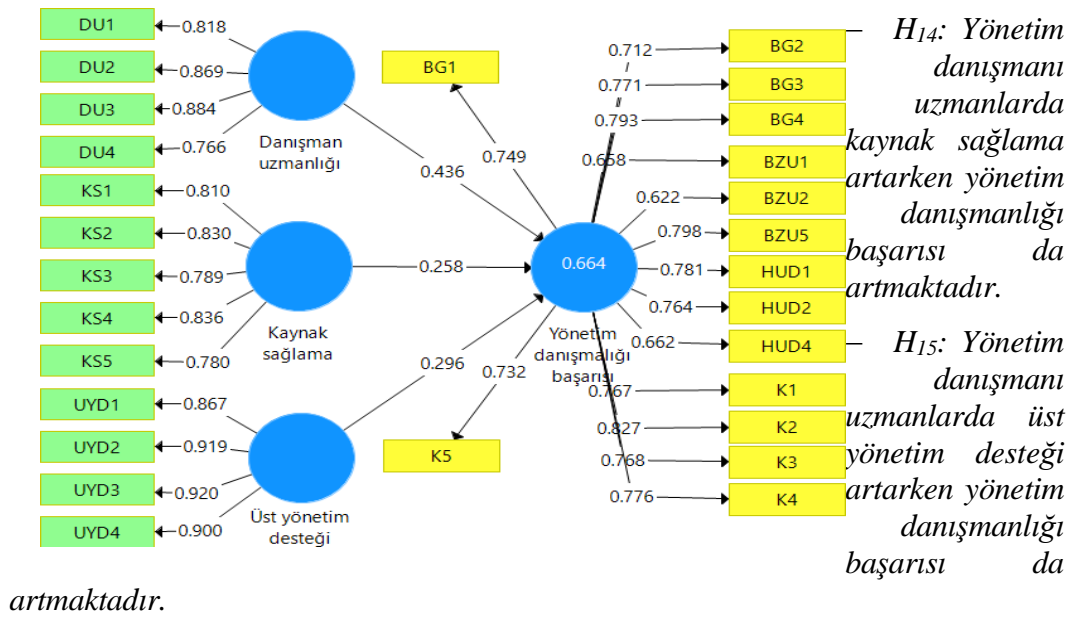 DU1
0.818
DU2
0.869
DU3
0.884
DU4
0.766
Danışman
uzmanlığı
KS1
0.810
KS2
0.830
KS3
0.789
KS4
0.836
KS5
0.780
Kaynak
sağlama
UYD1
0.867
UYD2
0.919
UYD3
0.920
UYD4
0.900
Üst yönetim
desteği
BG1
0.749
0.436
0.258
0.296
0.732
K5
0.664
Yönetim
danışmalığı
başarısı
0.712
BG2
0.771
BG3
0.793
BG4
0.658
BZU1
0.622
BZU2
0.798
BZU5
0.781
HUD1
0.764
HUD2
0.662
HUD4
0.767
K1
0.827
K2
0.768
K3
0.776
K4
– H14: Yönetim
danışmanı
uzmanlarda
kaynak sağlama
artarken yönetim
danışmanlığı
başarısı da
artmaktadır.
– H15: Yönetim
danışmanı
uzmanlarda üst
yönetim desteği
artarken yönetim
danışmanlığı
başarısı da
artmaktadır.